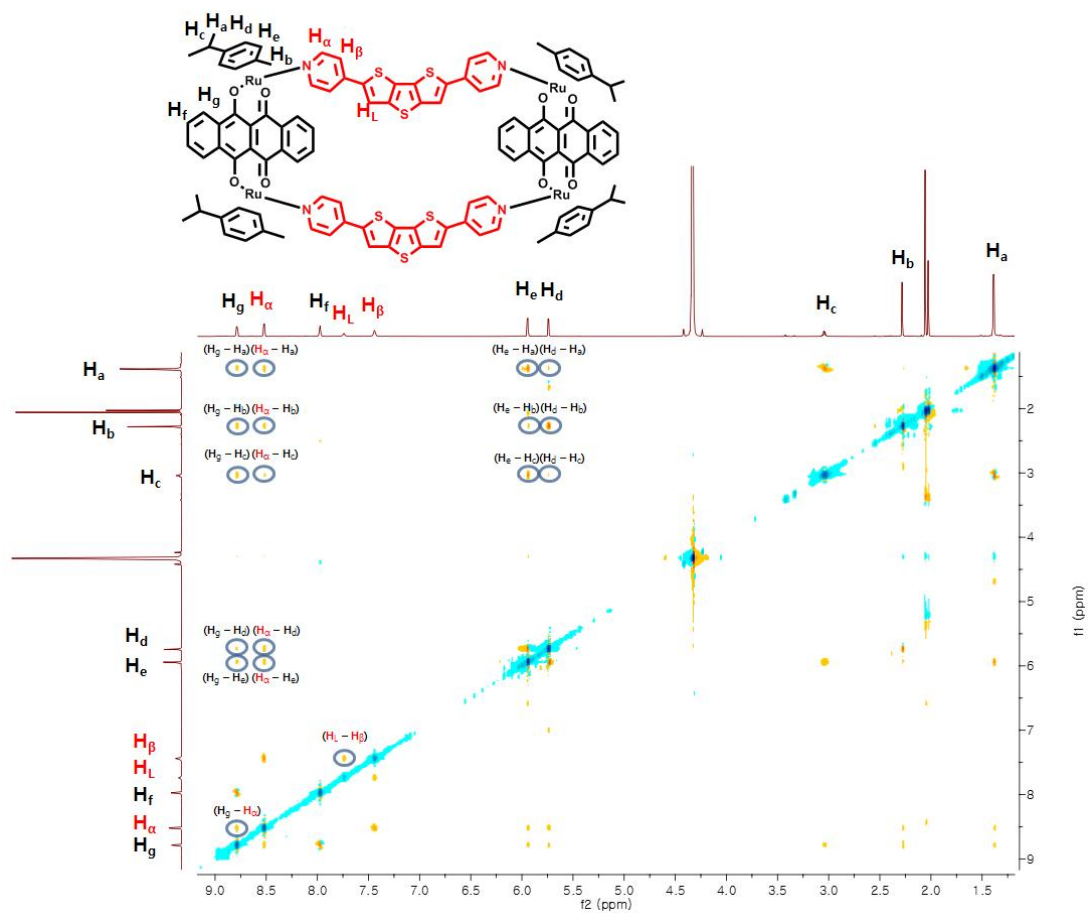 Hc Ha Hd He
Hb
Hα
Hβ
N S S N
Ru Ru
Hg
Hf
HL
S
O O O O
O O O O
Ru Ru
N S S N
S
Hg Hα Hf HL Hβ He Hd Hc Hb Ha
(Hg – Ha) (Hα – Ha) (He – Ha) (Hd – Ha)
Ha
(Hg – Hb) (Hα – Hb) (He – Hb) (Hd – Hb)
Hb
(Hg – Hc) (Hα – Hc) (He – Hc) (Hd – Hc)
Hc
(Hg – Hd) (Hα – Hd)
Hd
He
(Hg – He) (Hα – He)
(HL – Hβ)
Hβ
HL
Hf
(Hg – Hα)
Hα
Hg
2
3
4
5
6
7
8
9
f1 (ppm)
9.0 8.5 8.0 7.5 7.0 6.5 6.0 5.5 5.0 4.5 4.0 3.5 3.0 2.5 2.0 1.5
f2 (ppm)